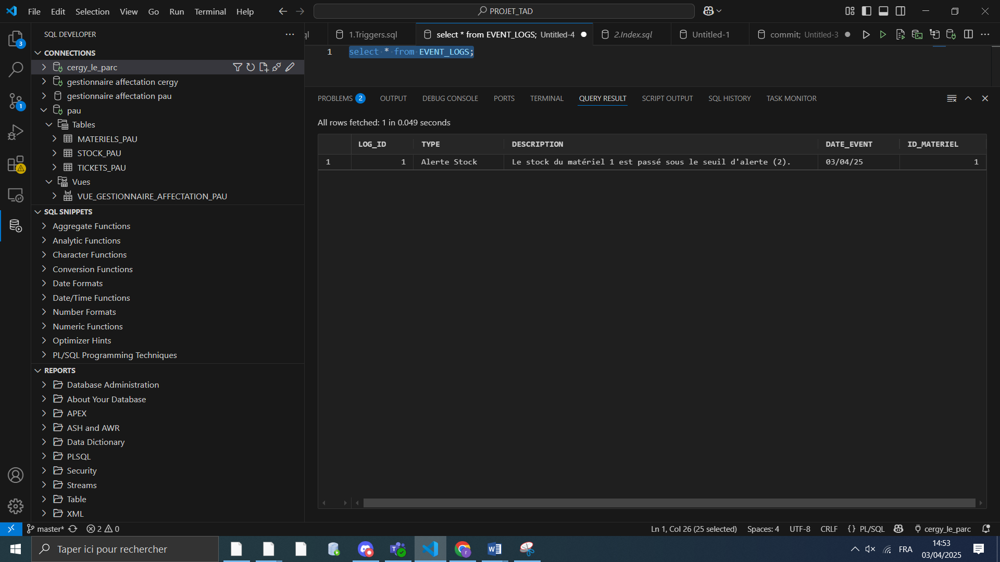 File Edit Selection View Go Run Terminal Help
PROJET_TAD
SQL DEVELOPER
CONNECTIONS
cergy_le_parc
gestionnaire affectation cergy
gestionnaire affectation pau
pau
Tables
MATERIELS_PAU
STOCK_PAU
TICKETS_PAU
Vues
VUE_GESTIONNAIRE_AFFECTATION_PAU
SQL SNIPPETS
Aggregate Functions
Analytic Functions
Character Functions
Conversion Functions
Date Formats
Date/Time Functions
Number Formats
Numeric Functions
Optimizer Hints
PL/SQL Programming Techniques
REPORTS
Database Administration
About Your Database
APEX
ASH and AWR
Data Dictionary
PLSQL
Security
Streams
Table
XML
3
1
ql 1.Triggers.sql select * from EVENT_LOGS; Untitled-4 2.Index.sql Untitled-1 commit; Untitled-3
1 select * from EVENT_LOGS;
PROBLEMS 2 OUTPUT DEBUG CONSOLE PORTS TERMINAL QUERY RESULT SCRIPT OUTPUT SQL HISTORY TASK MONITOR
All rows fetched: 1 in 0.049 seconds
LOG_ID TYPE DESCRIPTION DATE_EVENT ID_MATERIEL
1 1 Alerte Stock Le stock du matériel 1 est passé sous le seuil d'alerte (2). 03/04/25 1
master* 2 0 Ln 1, Col 26 (25 selected) Spaces: 4 UTF-8 CRLF {} PL/SQL cergy_le_parc
Taper ici pour rechercher
FRA
14:53
03/04/2025